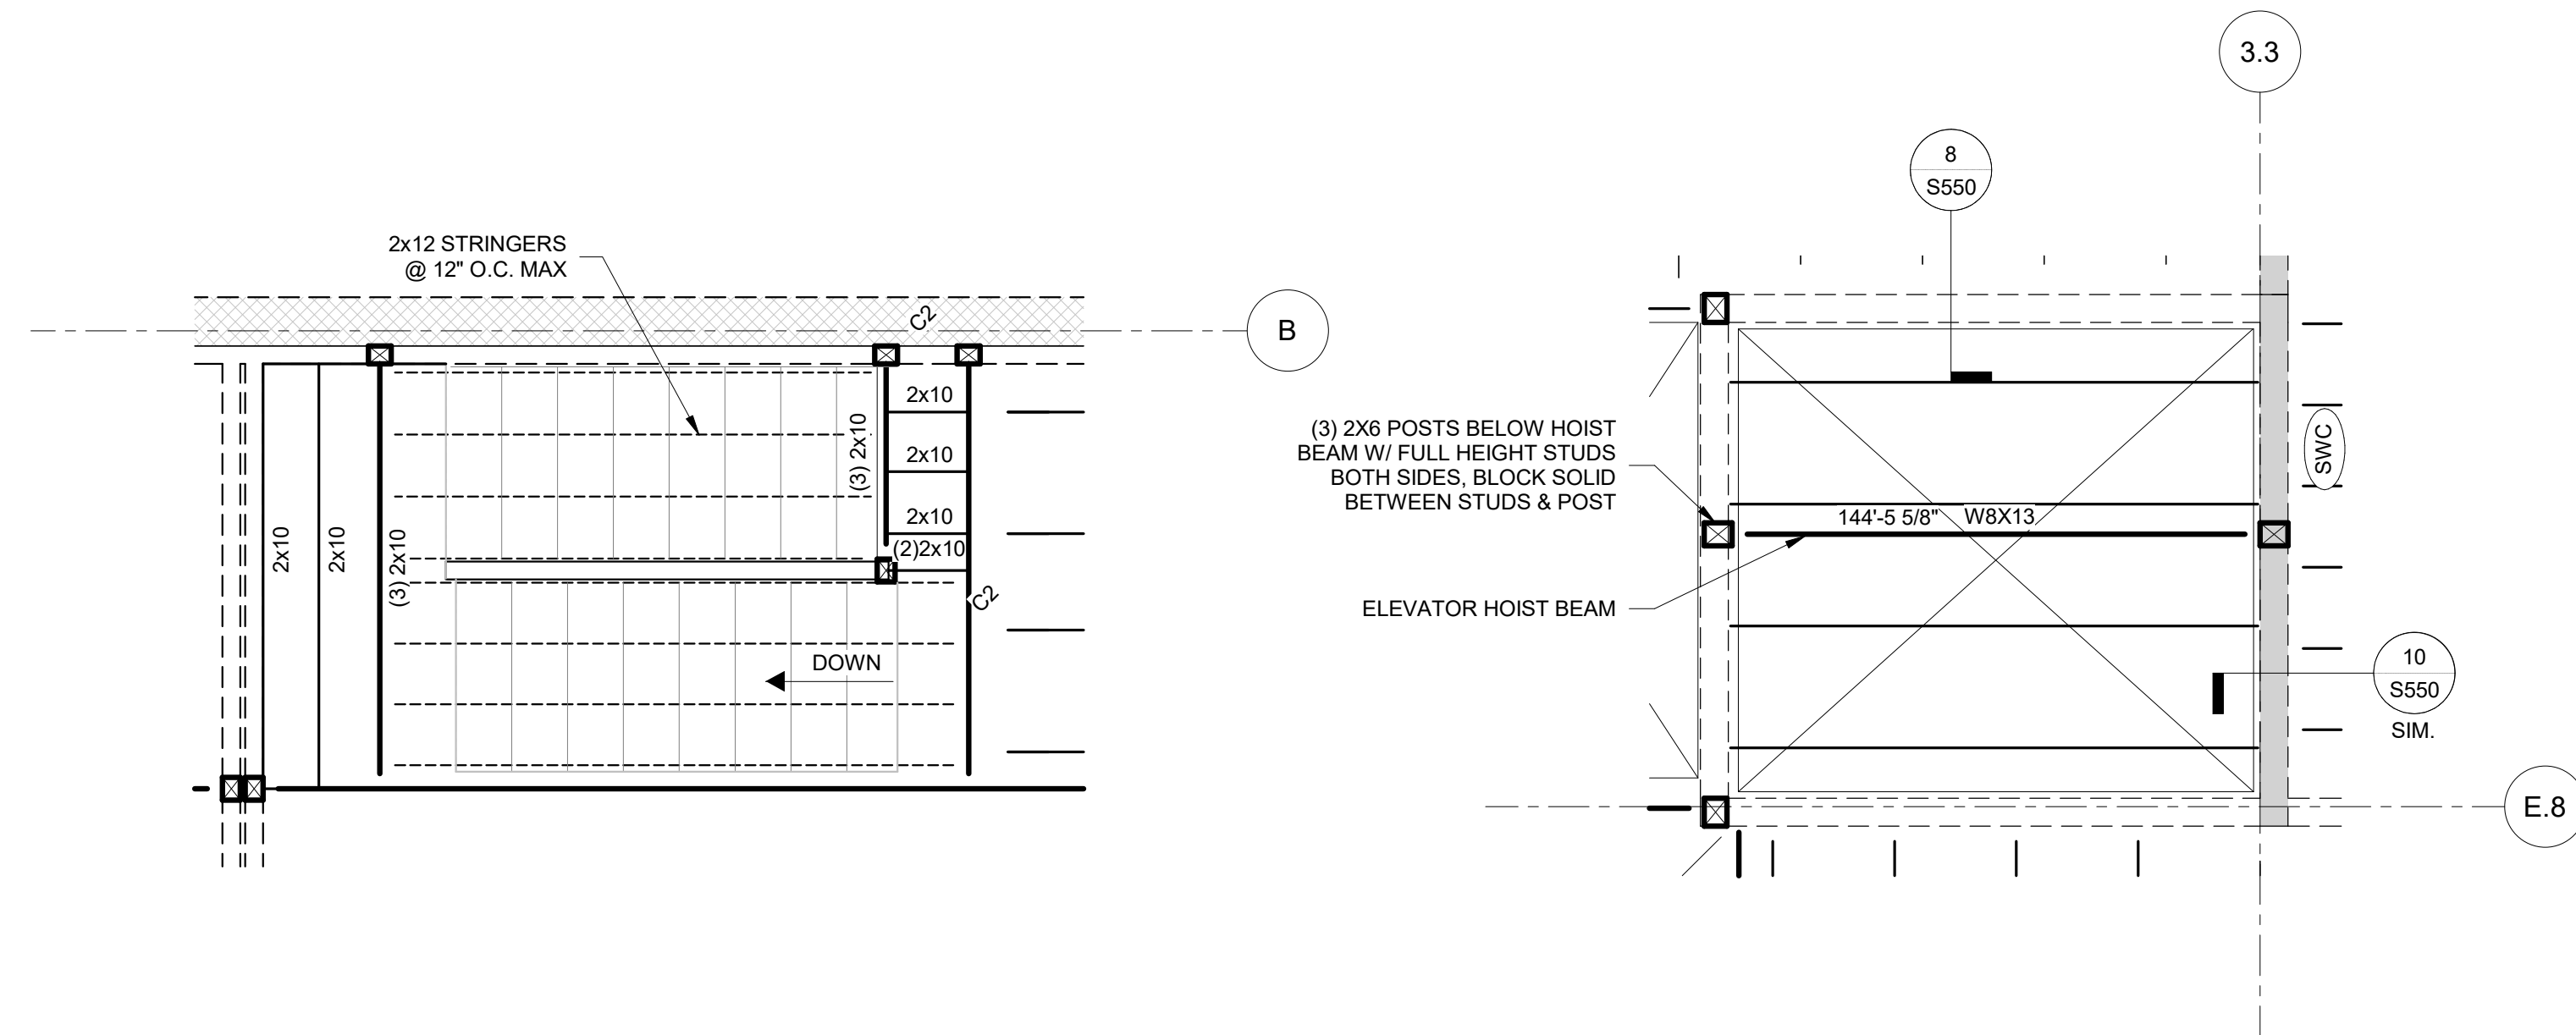 2x12 STRINGERS
@ 12" O.C. MAX
C2
B
2x10
2x10
(3) 2x10
(3) 2x10
2x10
2x10
2x10
(2)2x10
C2
DOWN
3.3
8
S550
(3) 2X6 POSTS BELOW HOIST
BEAM W/ FULL HEIGHT STUDS
BOTH SIDES, BLOCK SOLID
BETWEEN STUDS & POST
SWC
144'-5 5/8" W8X13
ELEVATOR HOIST BEAM
10
S550
SIM.
E.8